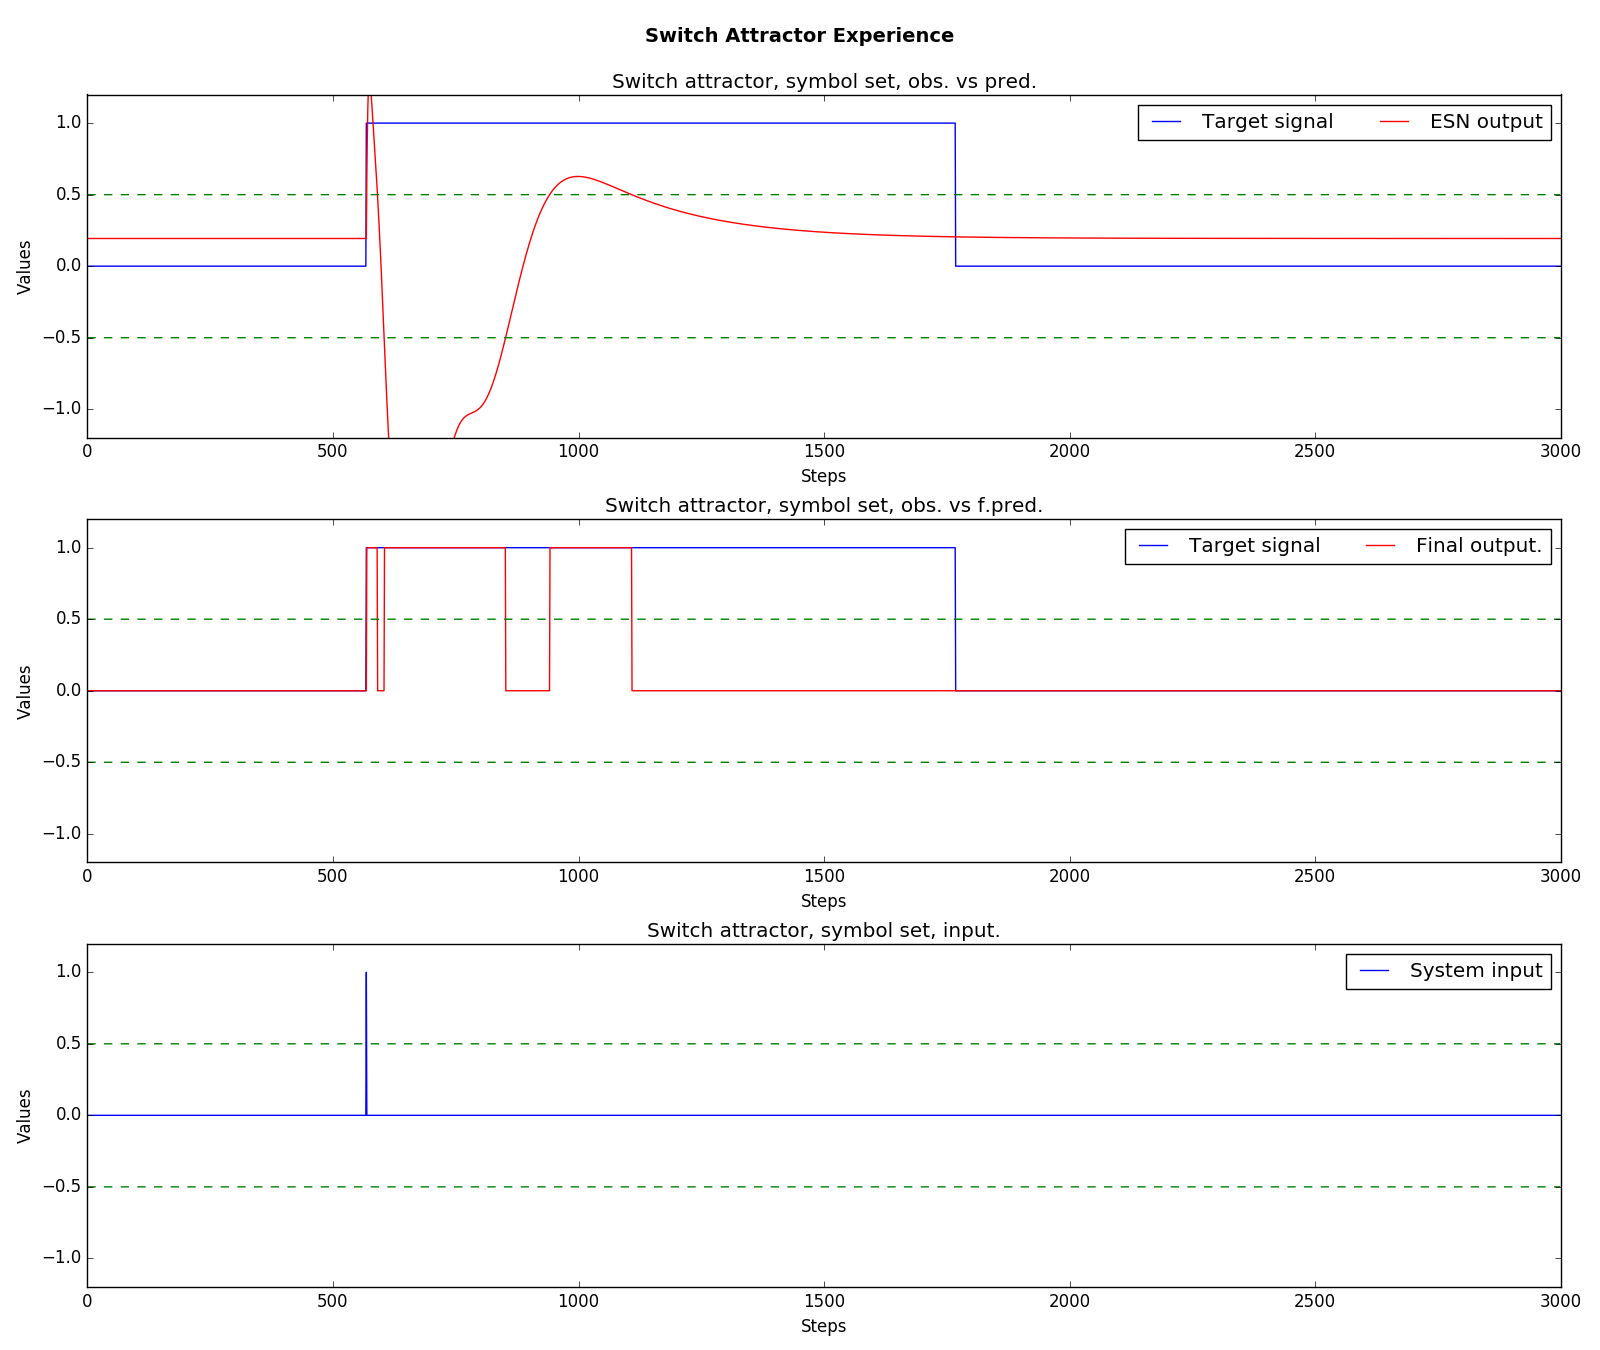 Switch Attractor Experience
Switch attractor, symbol set, obs. vs pred.
Target signal ESN output
1.0
0.5
0.0
−0.5
−1.0
Values
0 500 1000 1500 2000 2500 3000
Steps
Switch attractor, symbol set, obs. vs f.pred.
Target signal Final output.
1.0
0.5
0.0
−0.5
−1.0
Values
0 500 1000 1500 2000 2500 3000
Steps
Switch attractor, symbol set, input.
System input
1.0
0.5
0.0
−0.5
−1.0
Values
0 500 1000 1500 2000 2500 3000
Steps